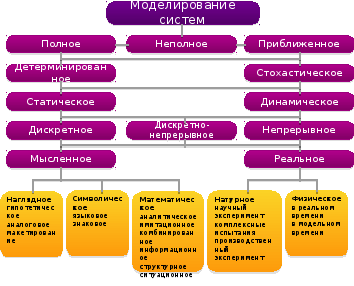 Моделирование
систем
Полное Неполное Приближенное
Детерминирован
ное
Стохастическое
Статическое Динамическое
Дискретное
Дискретно-
непрерывное
Непрерывное
Мысленное Реальное
Наглядное
гипотетичес
кое
аналоговое
макетирован
ие
Символичес
кое
языковое
знаковое
Математичес
кое
аналитическое
имитационное
комбинирован
ное
информационн
ое
структурное
ситуационное
Натурное
научный
эксперимент
комплексные
испытания
производствен
ный
эксперимент
Физическое
в реальном
времени
в модельном
времени